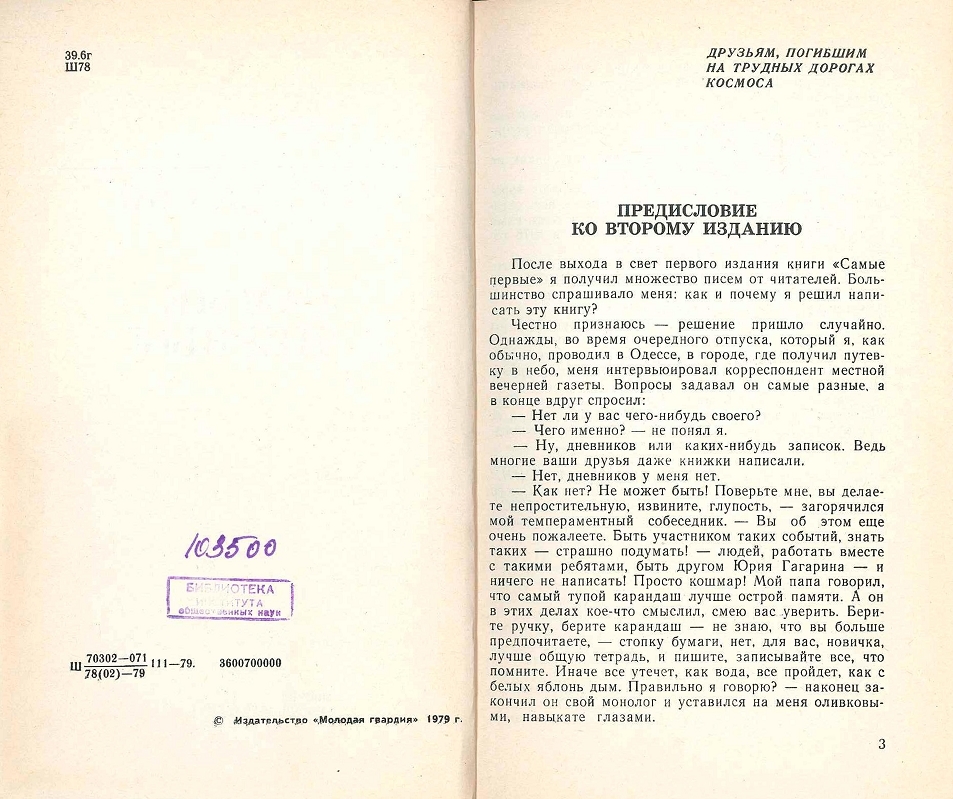 39.6г
Ш78
103500
БИБЛИОТЕКА
ИНСТИТУТА
общественных наук
Ш 70302—071 111—79. 3600700000
78(02)—79
© Издательство «Молодая гвардия» 1979 г.
ДРУЗЬЯМ, ПОГИБШИМ
НА ТРУДНЫХ ДОРОГАХ
КОСМОСА
ПРЕДИСЛОВИЕ
КО ВТОРОМУ ИЗДАНИЮ
После выхода в свет первого издания книги «Самые
первые» я получил множество писем от читателей. Боль-
шинство спрашивало меня: как и почему я решил напи-
сать эту книгу?
Честно признаюсь — решение пришло случайно.
Однажды, во время очередного отпуска, который я, как
обычно, проводил в Одессе, в городе, где получил путев-
ку в небо, меня интервьюировал корреспондент местной
вечерней газеты. Вопросы задавал он самые разные, а
в конце вдруг спросил:
— Нет ли у вас чего-нибудь своего?
— Чего именно? — не понял я.
— Ну, дневников или каких-нибудь записок. Ведь
многие ваши друзья даже книжки написали.
— Нет, дневников у меня нет.
— Как нет? Не может быть! Поверьте мне, вы делае-
те непростительную, извините, глупость, — загорячился
мой темпераментный собеседник. — Вы об этом еще
очень пожалеете. Быть участником таких событий, знать
таких — страшно подумать! — людей, работать вместе
с такими ребятами, быть другом Юрия Гагарина — и
ничего не написать! Просто кошмар! Мой папа говорил,
что самый тупой карандаш лучше острой памяти. А он
в этих делах кое-что смыслил, смею вас уверить. Бери-
те ручку, берите карандаш — не знаю, что вы больше
предпочитаете, — стопку бумаги, нет, для вас, новичка,
лучше общую тетрадь, и пишите, записывайте все, что
помните. Иначе все утечет, как вода, все пройдет, как с
белых яблонь дым. Правильно я говорю? — наконец за-
кончил он свой монолог и уставился на меня оливковы-
ми, навыкате глазами.
3